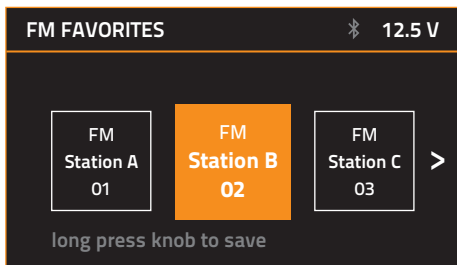 FM FAVORITES 12.5 V
FM FM FM
Station A Station B Station C >
01 02 03
long press knob to save